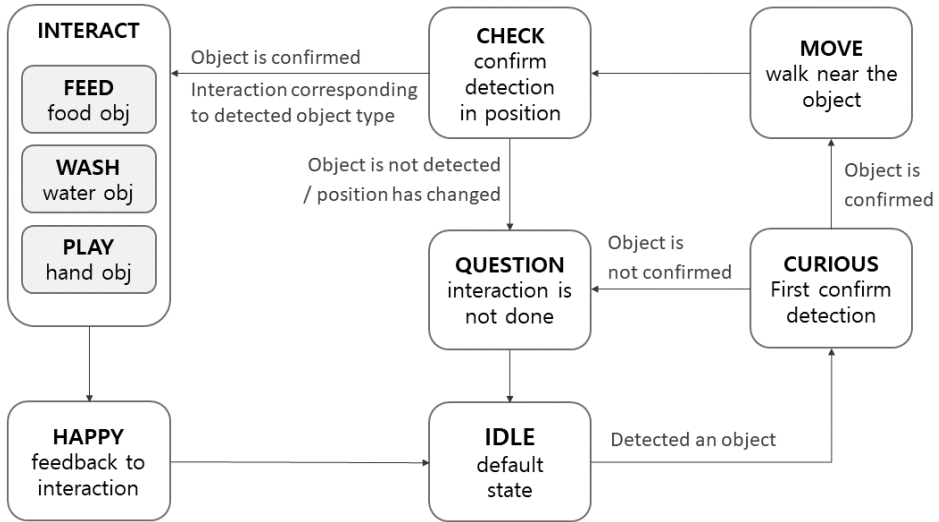 INTERACT
FEED
food obj
WASH
water obj
PLAY
hand obj
Object is confirmed
Interaction corresponding
to detected object type
CHECK
confirm
detection
in position
MOVE
walk near the
object
Object is not detected
/ position has changed
Object is
confirmed
QUESTION
interaction is
not done
Object is
not confirmed
CURIOUS
First confirm
detection
HAPPY
feedback to
interaction
IDLE
default
state
Detected an object